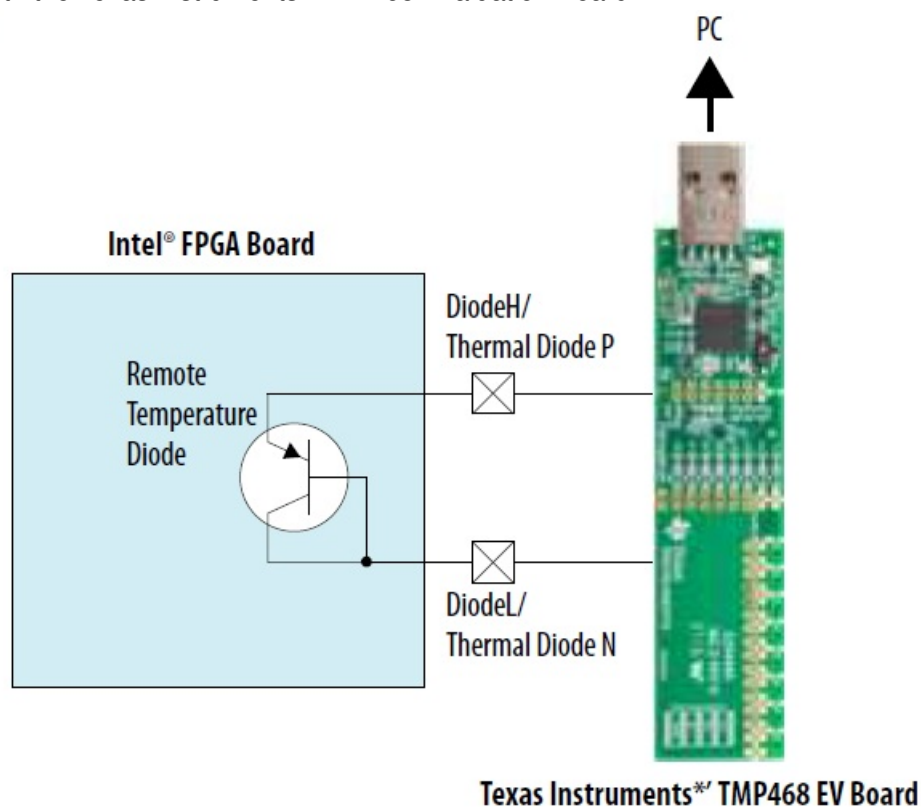 PC
Intel® FPGA Board
DiodeH/
Thermal Diode P
Remote
Temperature
Diode
DiodeL/
Thermal Diode N
Texas Instruments*’ TMP468 EV Board